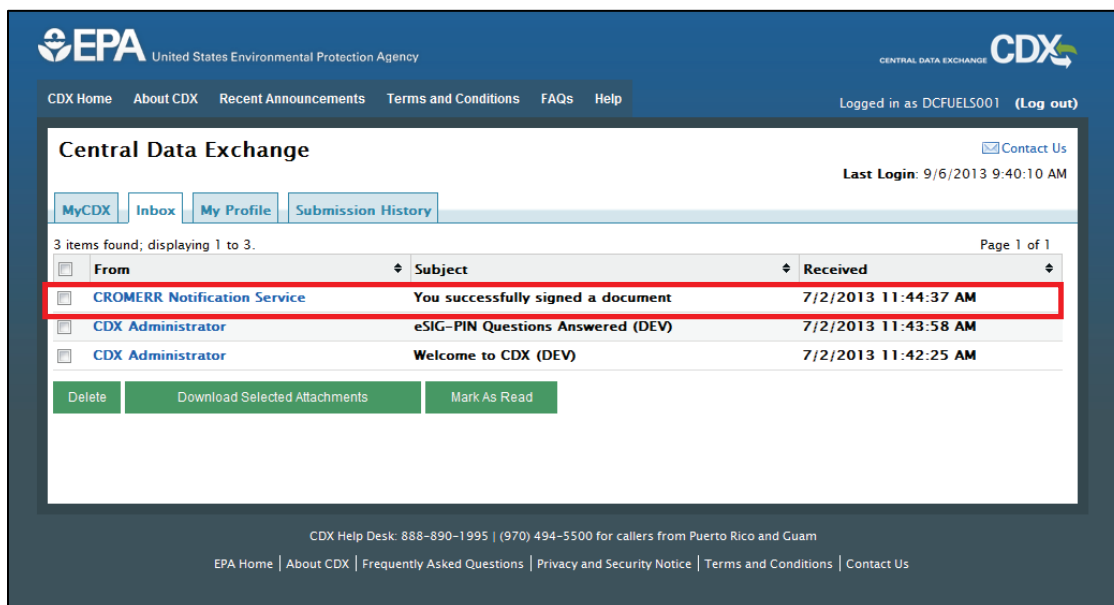 EPA United States Environmental Protection Agency
CENTRAL DATA EXCHANGE CDX
CDX Home About CDX Recent Announcements Terms and Conditions FAQs Help
Logged in as DCFUELS001 (Log out)
Central Data Exchange
Contact Us
Last Login: 9/6/2013 9:40:10 AM
MyCDX Inbox My Profile Submission History
3 items found; displaying 1 to 3. Page 1 of 1
From Subject Received
CROMERR Notification Service You successfully signed a document 7/2/2013 11:44:37 AM
CDX Administrator eSIG-PIN Questions Answered (DEV) 7/2/2013 11:43:58 AM
CDX Administrator Welcome to CDX (DEV) 7/2/2013 11:42:25 AM
Delete Download Selected Attachments Mark As Read
CDX Help Desk: 888-890-1995 | (970) 494-5500 for callers from Puerto Rico and Guam
EPA Home | About CDX | Frequently Asked Questions | Privacy and Security Notice | Terms and Conditions | Contact Us